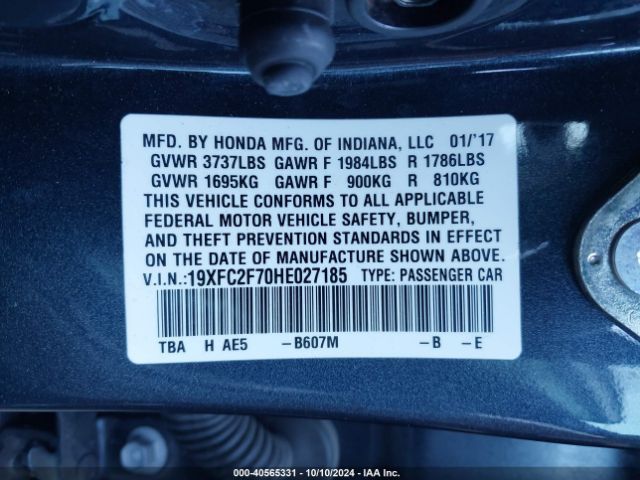 MFD. BY HONDA MFG. OF INDIANA, LLC 01/'17
GVWR 3737LBS GAWR F 1984LBS R 1786LBS
GVWR 1695KG GAWR F 900KG R 810KG
THIS VEHICLE CONFORMS TO ALL APPLICABLE
FEDERAL MOTOR VEHICLE SAFETY, BUMPER,
AND THEFT PREVENTION STANDARDS IN EFFECT
ON THE DATE OF MANUFACTURE SHOWN ABOVE.
V.I.N.:19XFC2F70HE027185 TYPE: PASSENGER CAR
TBA H AE5 -B607M -B -E
000-40565331 - 10/10/2024 - IAA Inc.